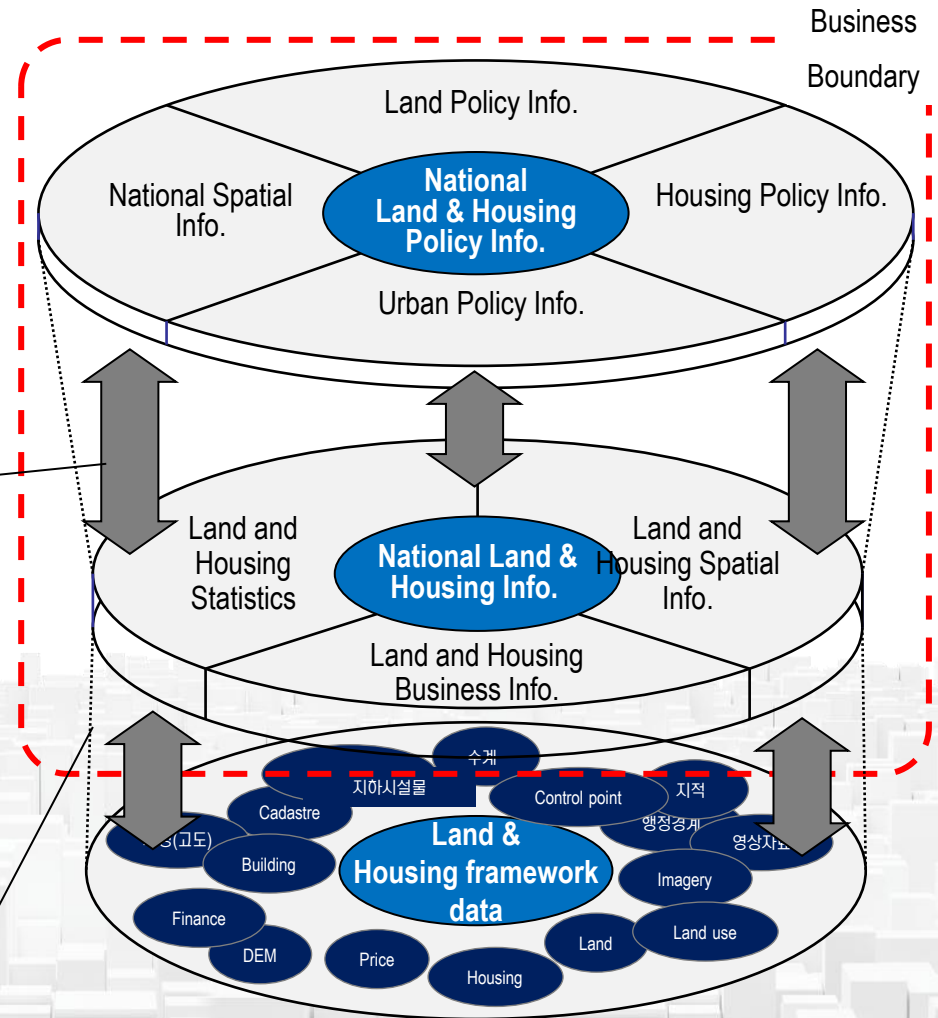 Business
Boundary
Land Policy Info.
National Spatial
Info.
National
Land & Housing
Policy Info.
Housing Policy Info.
Urban Policy Info.
Land and
Housing
Statistics
National Land &
Housing Info.
Land and
Housing Spatial
Info.
Land and Housing
Business Info.
수계
지하시설물
지적
Control point
Cadastre
행정경계
(고도)
영상자료
Building
Land &
Housing framework
data
Imagery
Finance
Land use
DEM
Price
Land
Housing